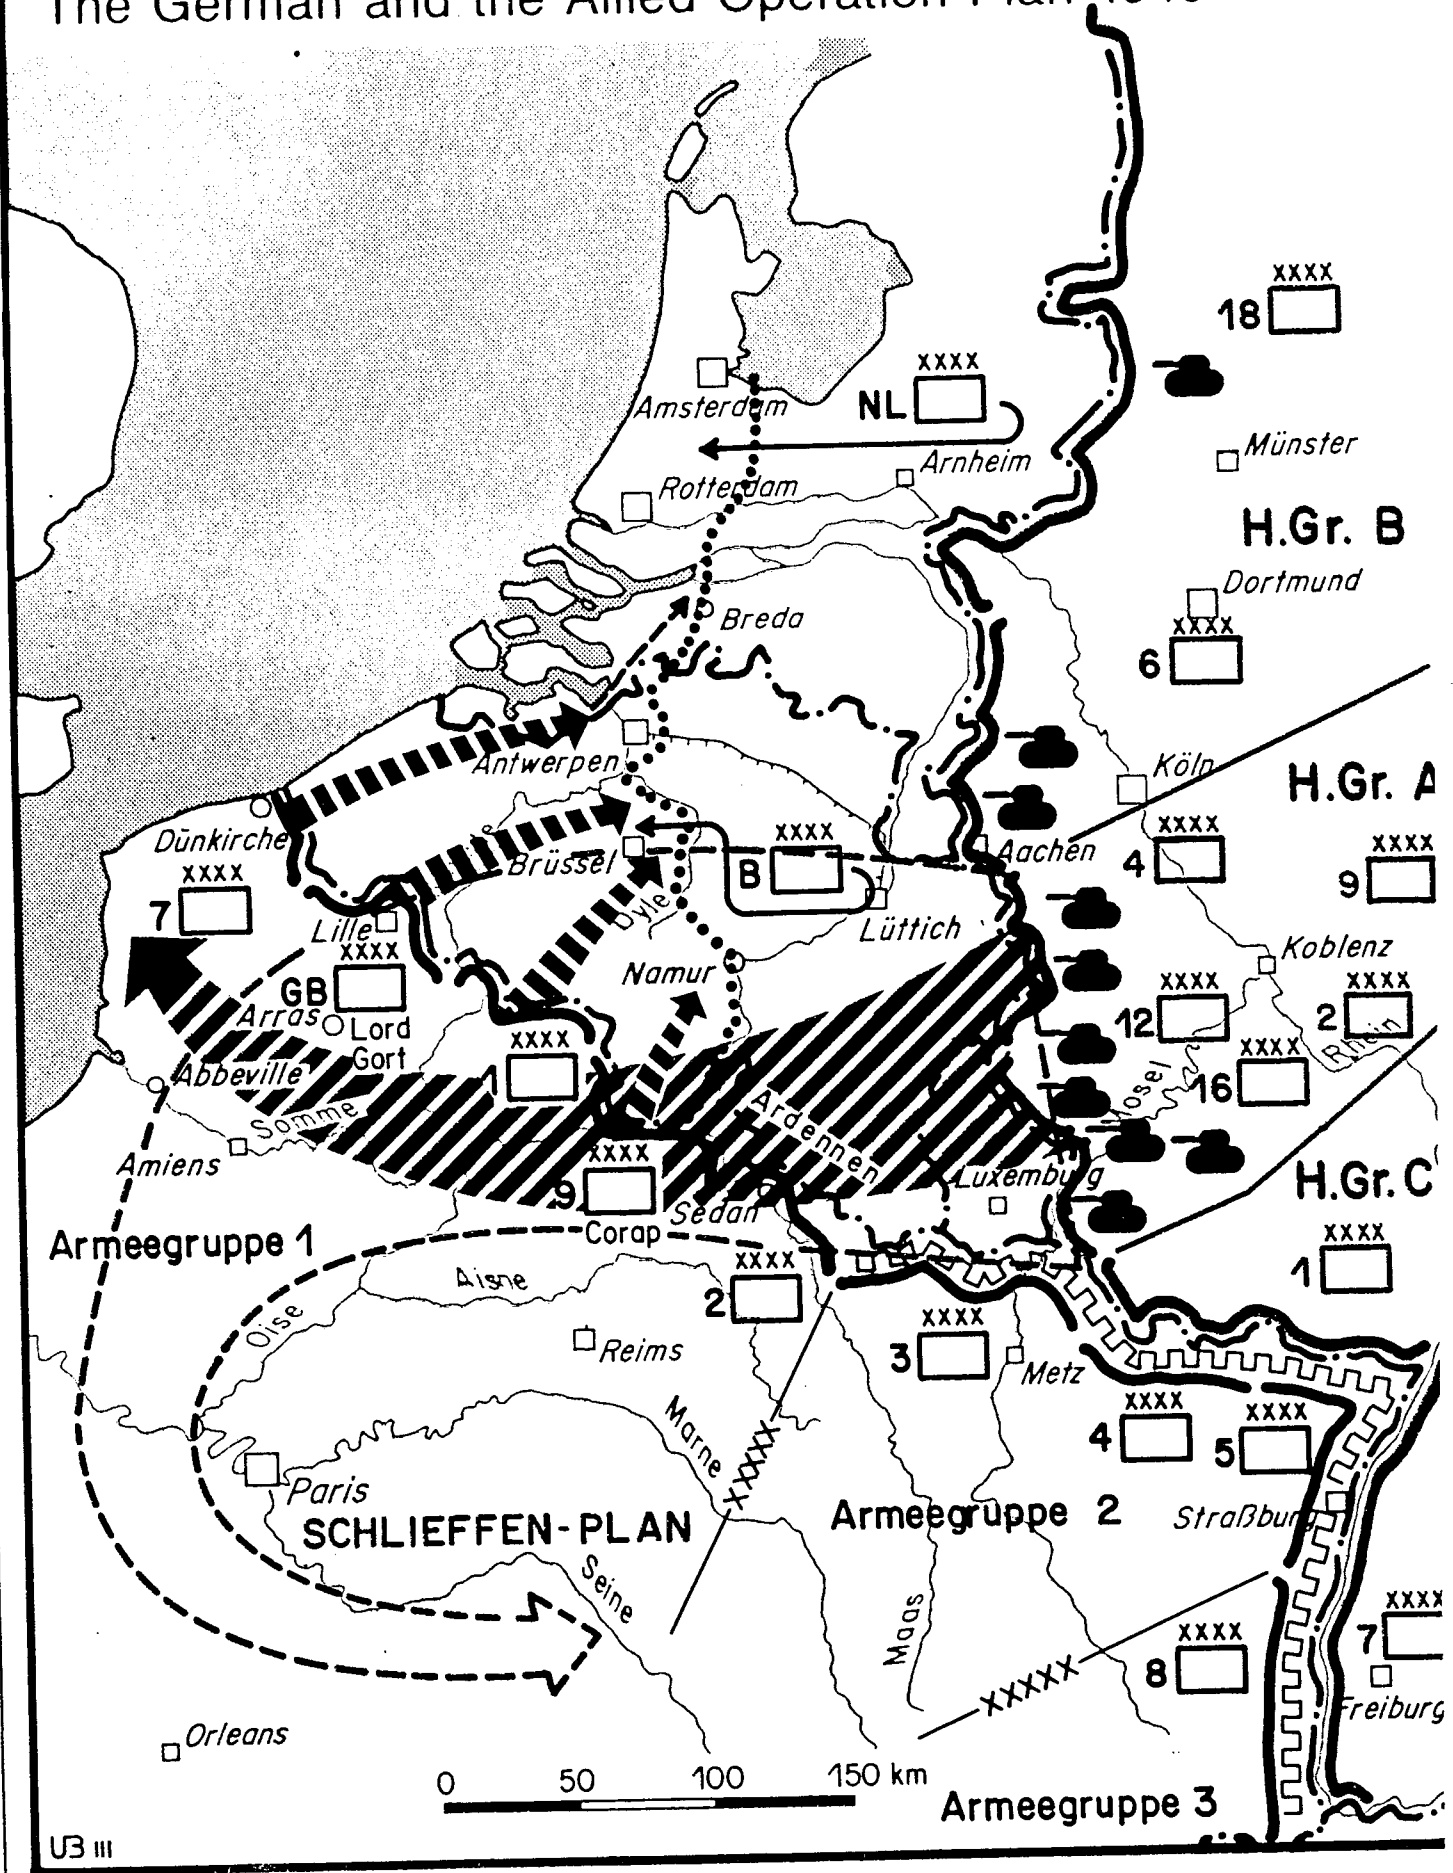 The German and the Allied Operation Plan 1940
XXXX
18
XXXX
NL
Amsterdam
Arnheim
Münster
Rotterdam
H.Gr. B
Dortmund
XXXX
6
Breda
Antwerpen
Köln
H.Gr. A
Dünkirche
XXXX
7
Brüssel
XXXX
B
Aachen
XXXX
4
XXXX
9
Lille
Dyle
Lüttich
XXXX
GB
Lord
Gort
Arras
Namur
Koblenz
XXXX
12
XXXX
2
Rhein
XXXX
1
XXXX
16
Mosel
Abbeville
Somme
Ardennen
Amiens
XXXX
9
Corap
Sedan
Luxemburg
H.Gr. C
Armeegruppe 1
XXXX
1
Aisne
XXXX
2
Oise
Reims
XXXX
3
Metz
Marne
XXXXX
XXXX
4
XXXX
5
Paris
SCHLIEFFEN-PLAN
Armeegruppe 2
Straßburg
Seine
Maas
XXXX
8
XXXX
7
XXXXX
Freiburg
Orleans
0 50 100 150 km
Armeegruppe 3
UB III